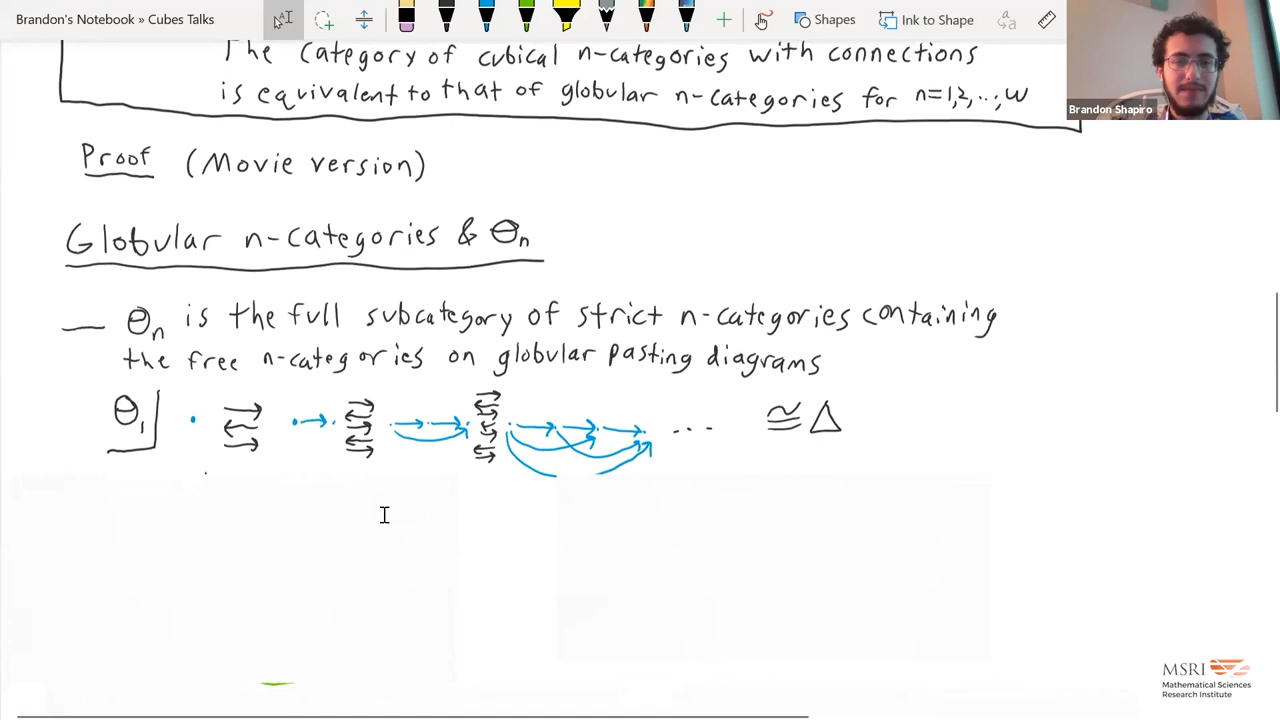 Brandon's Notebook » Cubes Talks
Shapes
Ink to Shape
Brandon Shapiro
The category of cubical n-categories with connections
is equivalent to that of globular n-categories for n=1,2,...,ω
Proof (Movie version)
Globular n-categories & Θn
— Θn is the full subcategory of strict n-categories containing
the free n-categories on globular pasting diagrams
Θ1 ... ≅ Δ
MSRI
Mathematical Sciences
Research Institute